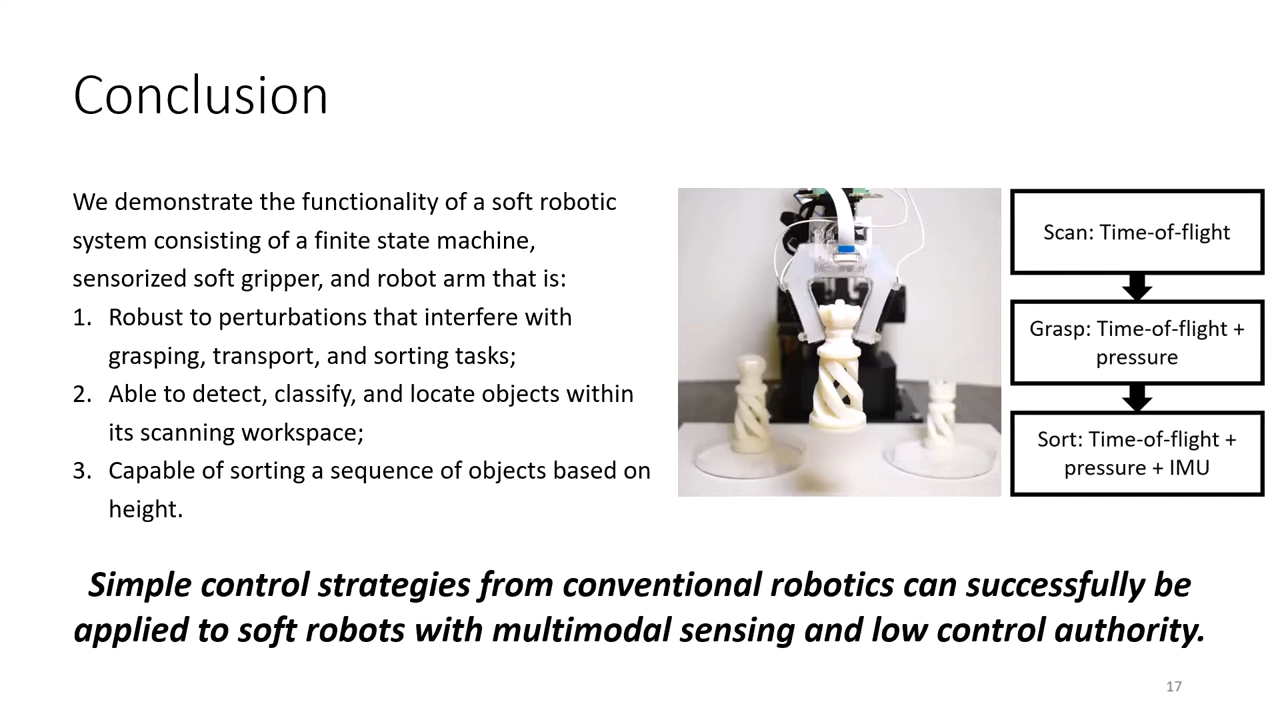 Conclusion
We demonstrate the functionality of a soft robotic
system consisting of a finite state machine,
sensorized soft gripper, and robot arm that is:
1. Robust to perturbations that interfere with
grasping, transport, and sorting tasks;
2. Able to detect, classify, and locate objects within
its scanning workspace;
3. Capable of sorting a sequence of objects based on
height.
Scan: Time-of-flight
Grasp: Time-of-flight +
pressure
Sort: Time-of-flight +
pressure + IMU
Simple control strategies from conventional robotics can successfully be
applied to soft robots with multimodal sensing and low control authority.
17